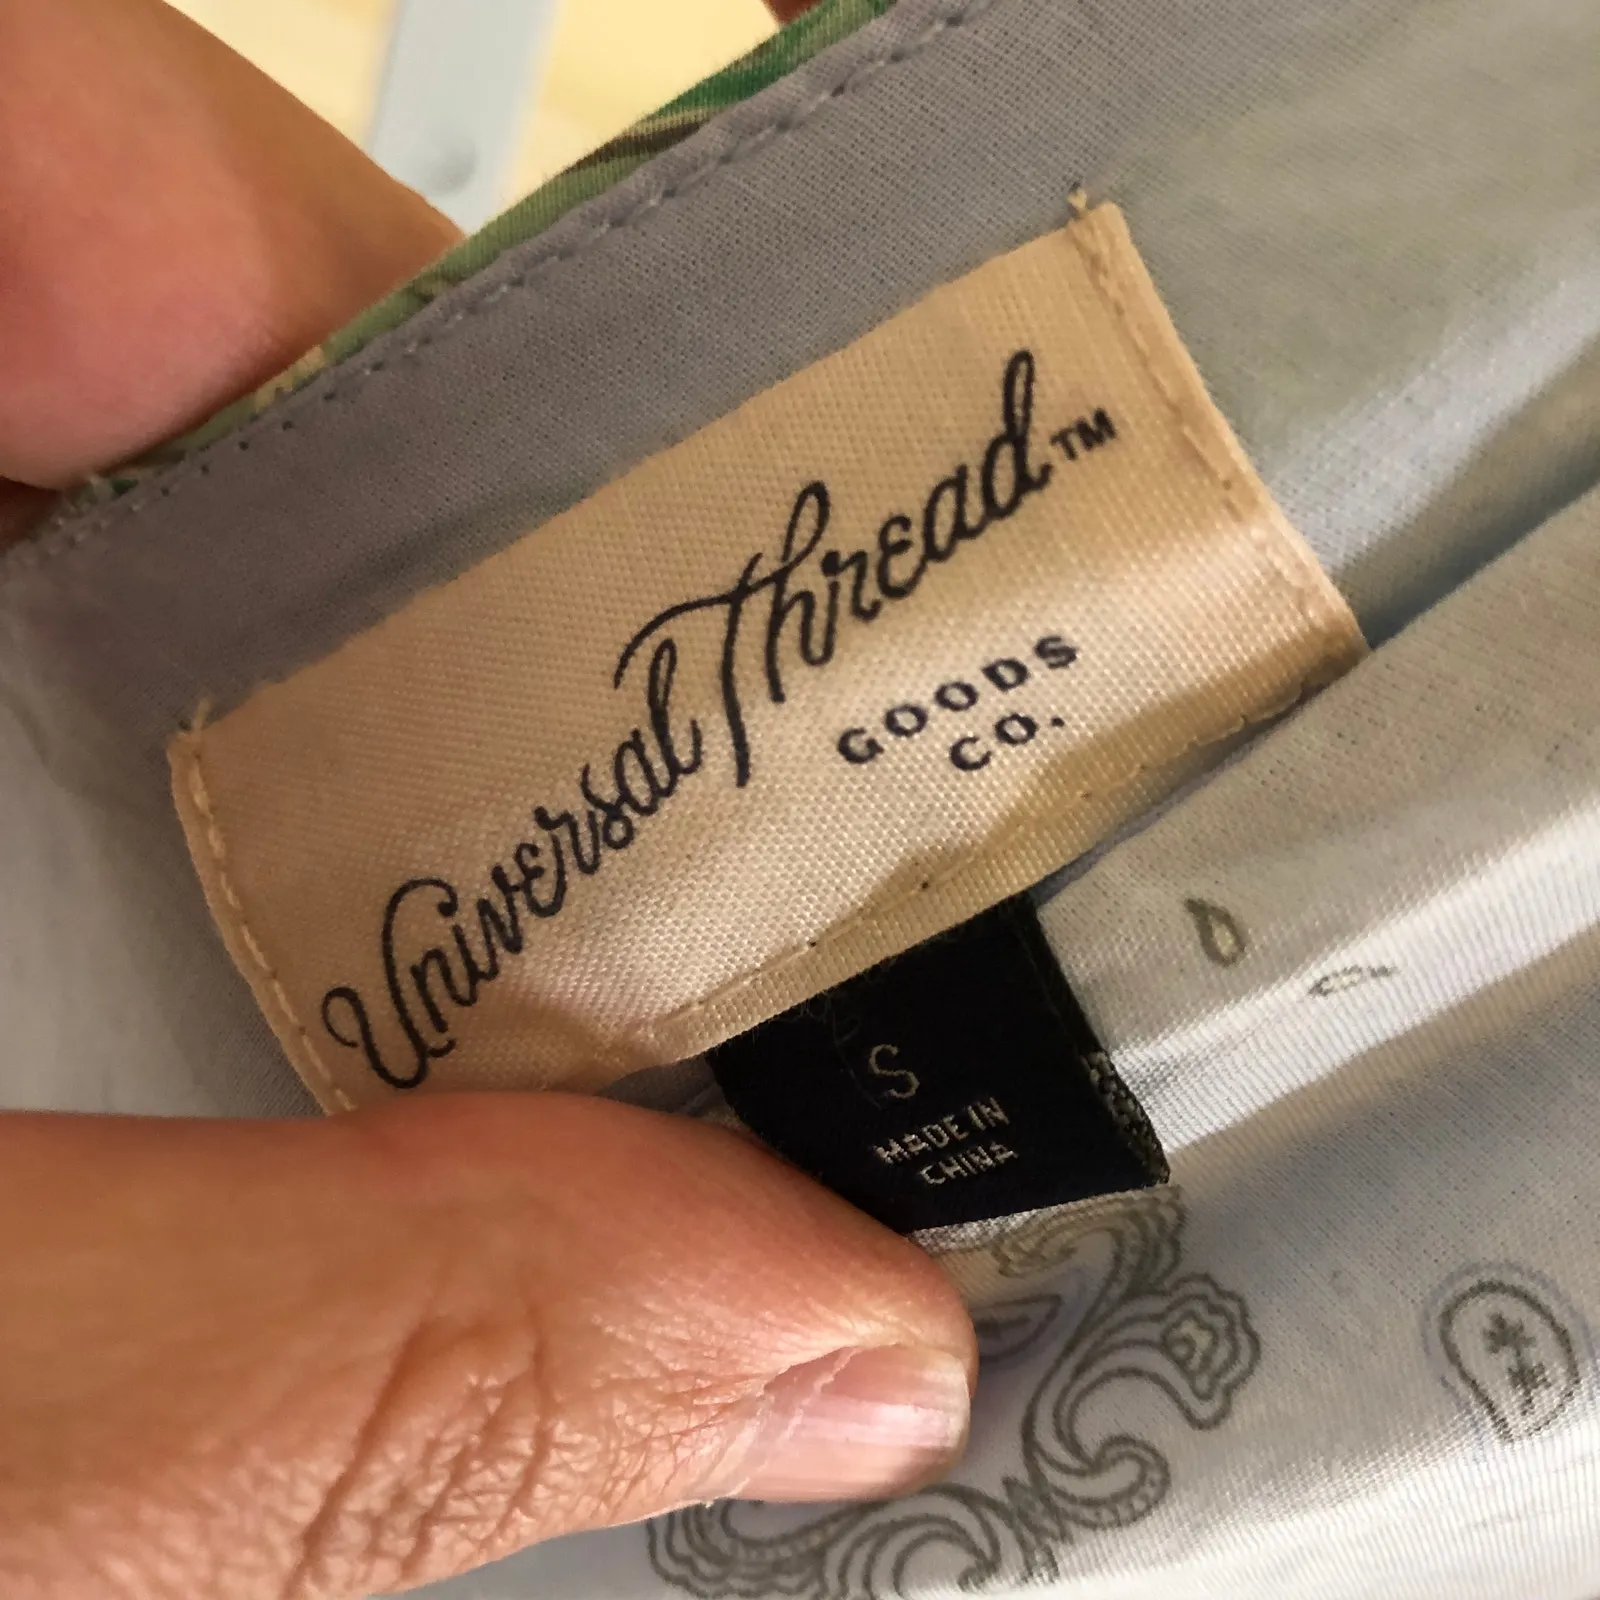 Universal Thread™
GOODS
CO.
S
MADE IN
CHINA